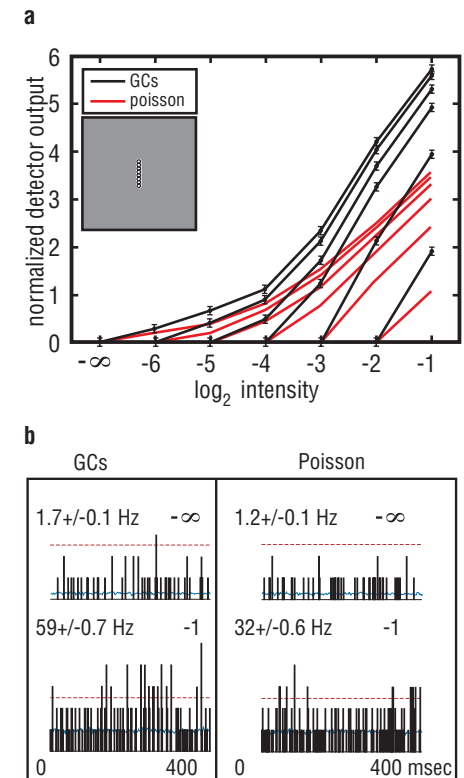 a
6
5
4
3
2
1
0
normalized detector output
GCs
poisson
-∞ -6 -5 -4 -3 -2 -1
log2 intensity
b
GCs Poisson
1.7+/-0.1 Hz -∞ 1.2+/-0.1 Hz -∞
59+/-0.7 Hz -1 32+/-0.6 Hz -1
0 400 0 400 msec